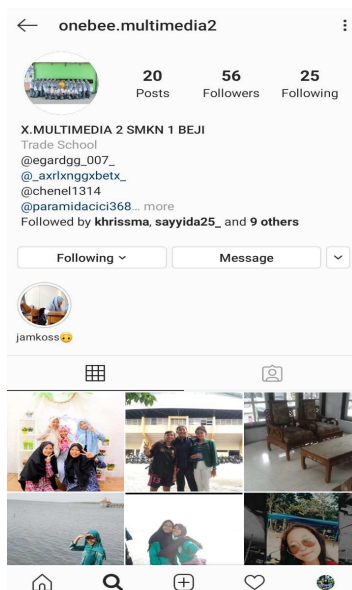 onebee.multimedia2
20 56 25
Posts Followers Following
X.MULTIMEDIA 2 SMKN 1 BEJI
Trade School
@egardgg_007_
@_axrlxnggxbetx_
@chenel1314
@paramidacici368... more
Followed by khrissma, sayyida25_ and 9 others
Following Message
jamkoss😳